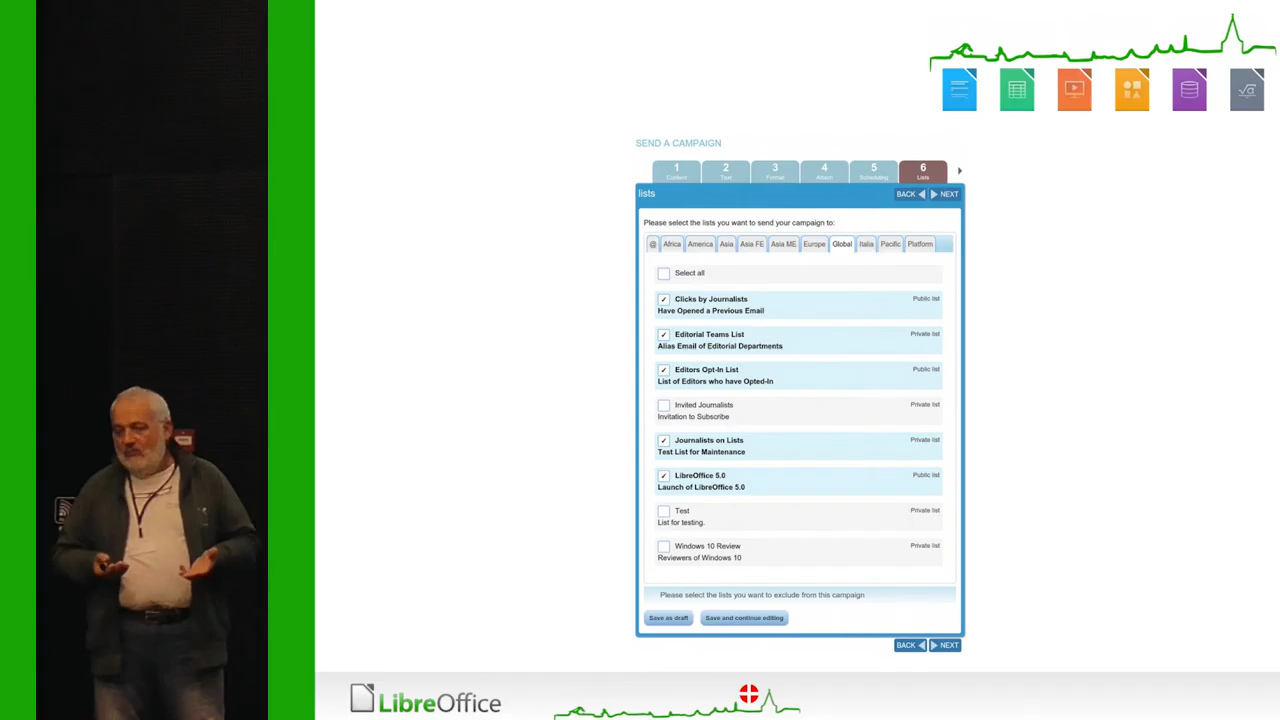 SEND A CAMPAIGN
1 2 3 4 5 6
Content Text Format Attach Scheduling Lists
lists BACK NEXT
Please select the lists you want to send your campaign to:
@ Africa America Asia Asia FE Asia ME Europe Global Italia Pacific Platform
Select all
Clicks by Journalists Public list
Have Opened a Previous Email
Editorial Teams List Private list
Alias Email of Editorial Departments
Editors Opt-In List Public list
List of Editors who have Opted-In
Invited Journalists Private list
Invitation to Subscribe
Journalists on Lists Private list
Test List for Maintenance
LibreOffice 5.0 Public list
Launch of LibreOffice 5.0
Test Private list
List for testing.
Windows 10 Review Private list
Reviewers of Windows 10
Please select the lists you want to exclude from this campaign
Save as draft Save and continue editing
BACK NEXT
LibreOffice